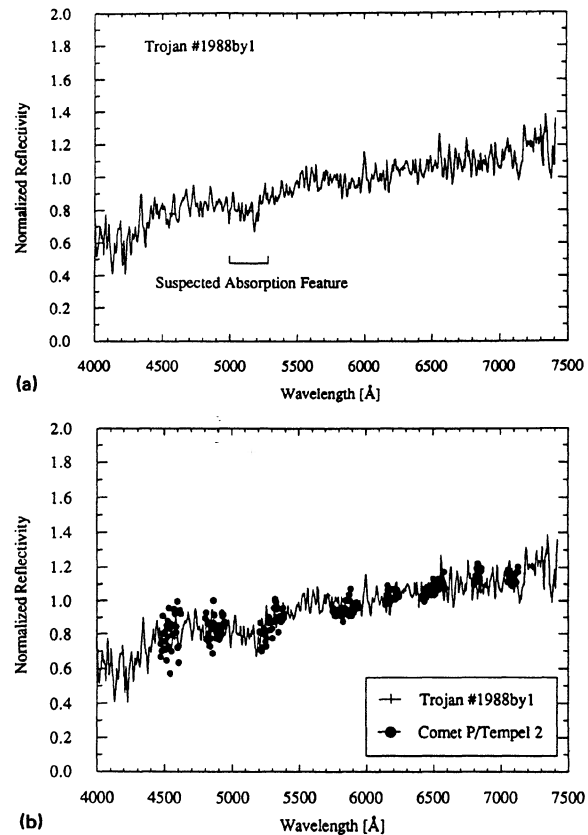 2.0
1.8
1.6
1.4
1.2
1.0
0.8
0.6
0.4
0.2
0.0
Normalized Reflectivity
Trojan #1988by1
Suspected Absorption Feature
4000 4500 5000 5500 6000 6500 7000 7500
Wavelength [Å]
(a)
2.0
1.8
1.6
1.4
1.2
1.0
0.8
0.6
0.4
0.2
0.0
Normalized Reflectivity
Trojan #1988by1
Comet P/Tempel 2
4000 4500 5000 5500 6000 6500 7000 7500
Wavelength [Å]
(b)